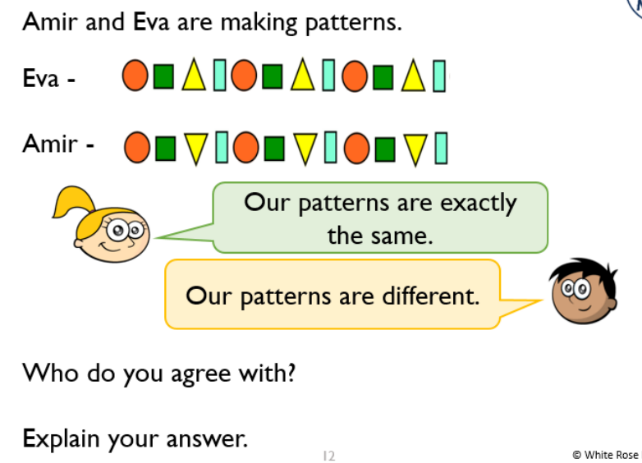 Amir and Eva are making patterns.
Eva -
Amir -
Our patterns are exactly
the same.
Our patterns are different.
Who do you agree with?
Explain your answer.
12
© White Rose